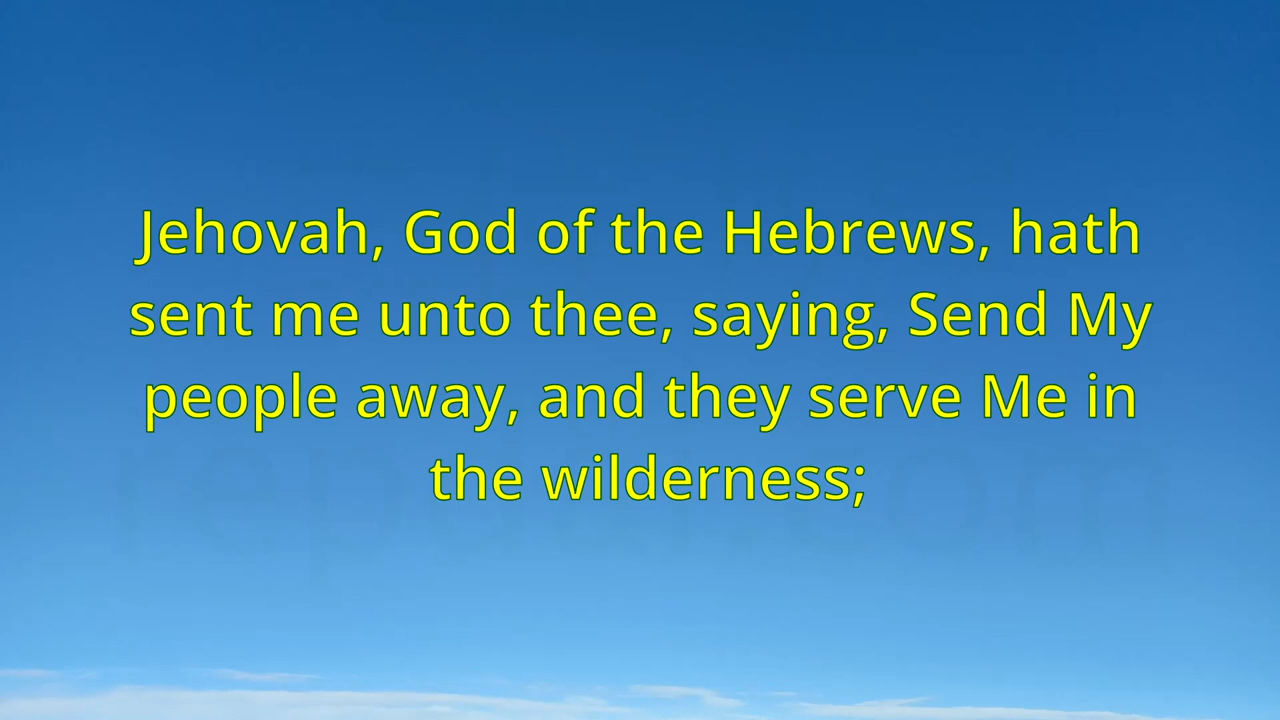 Jehovah, God of the Hebrews, hath
sent me unto thee, saying, Send My
people away, and they serve Me in
the wilderness;